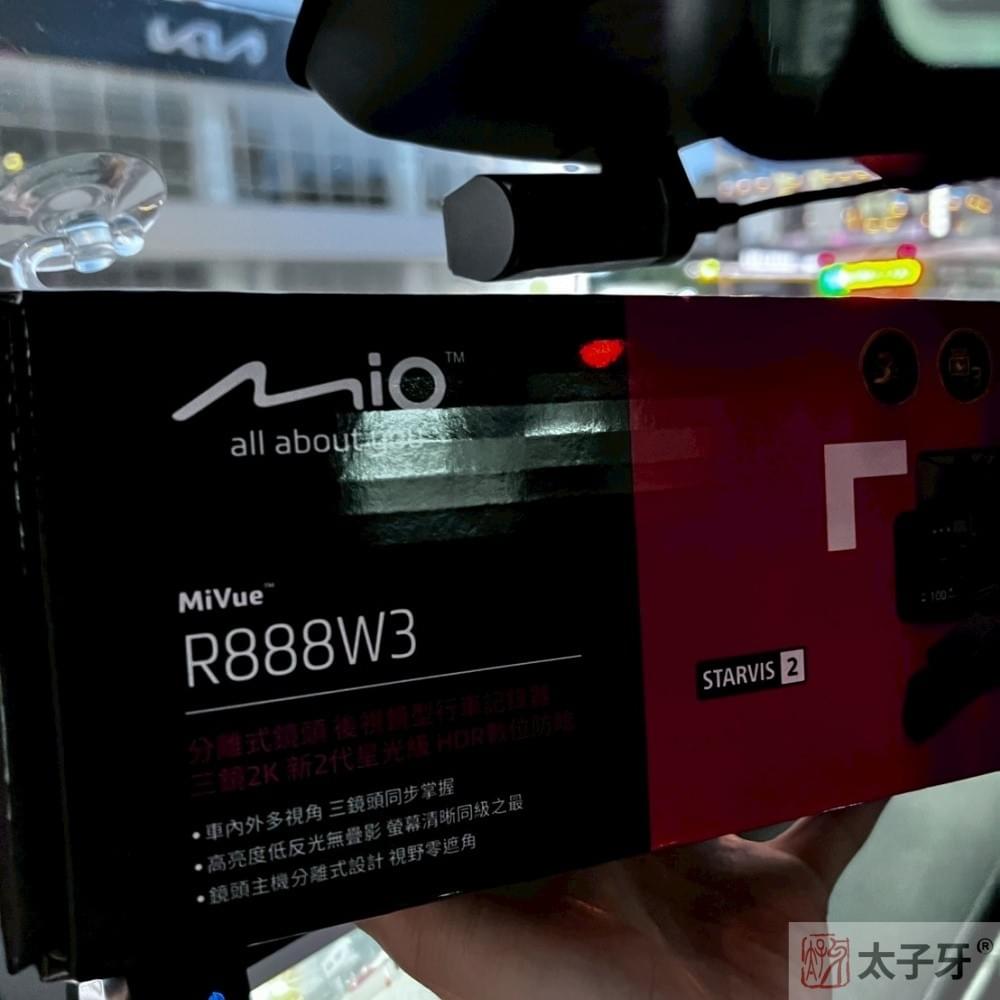 KIA
Mio™
all about you
MiVue™
R888W3
分離式鏡頭 後視鏡型行車記錄器
三鏡2K 新2代星光級 HDR數位防眩
•車內外多視角 三鏡頭同步掌握
•高亮度低反光無疊影 螢幕清晰同級之最
•鏡頭主機分離式設計 視野零遮角
STARVIS 2
100
太子牙®